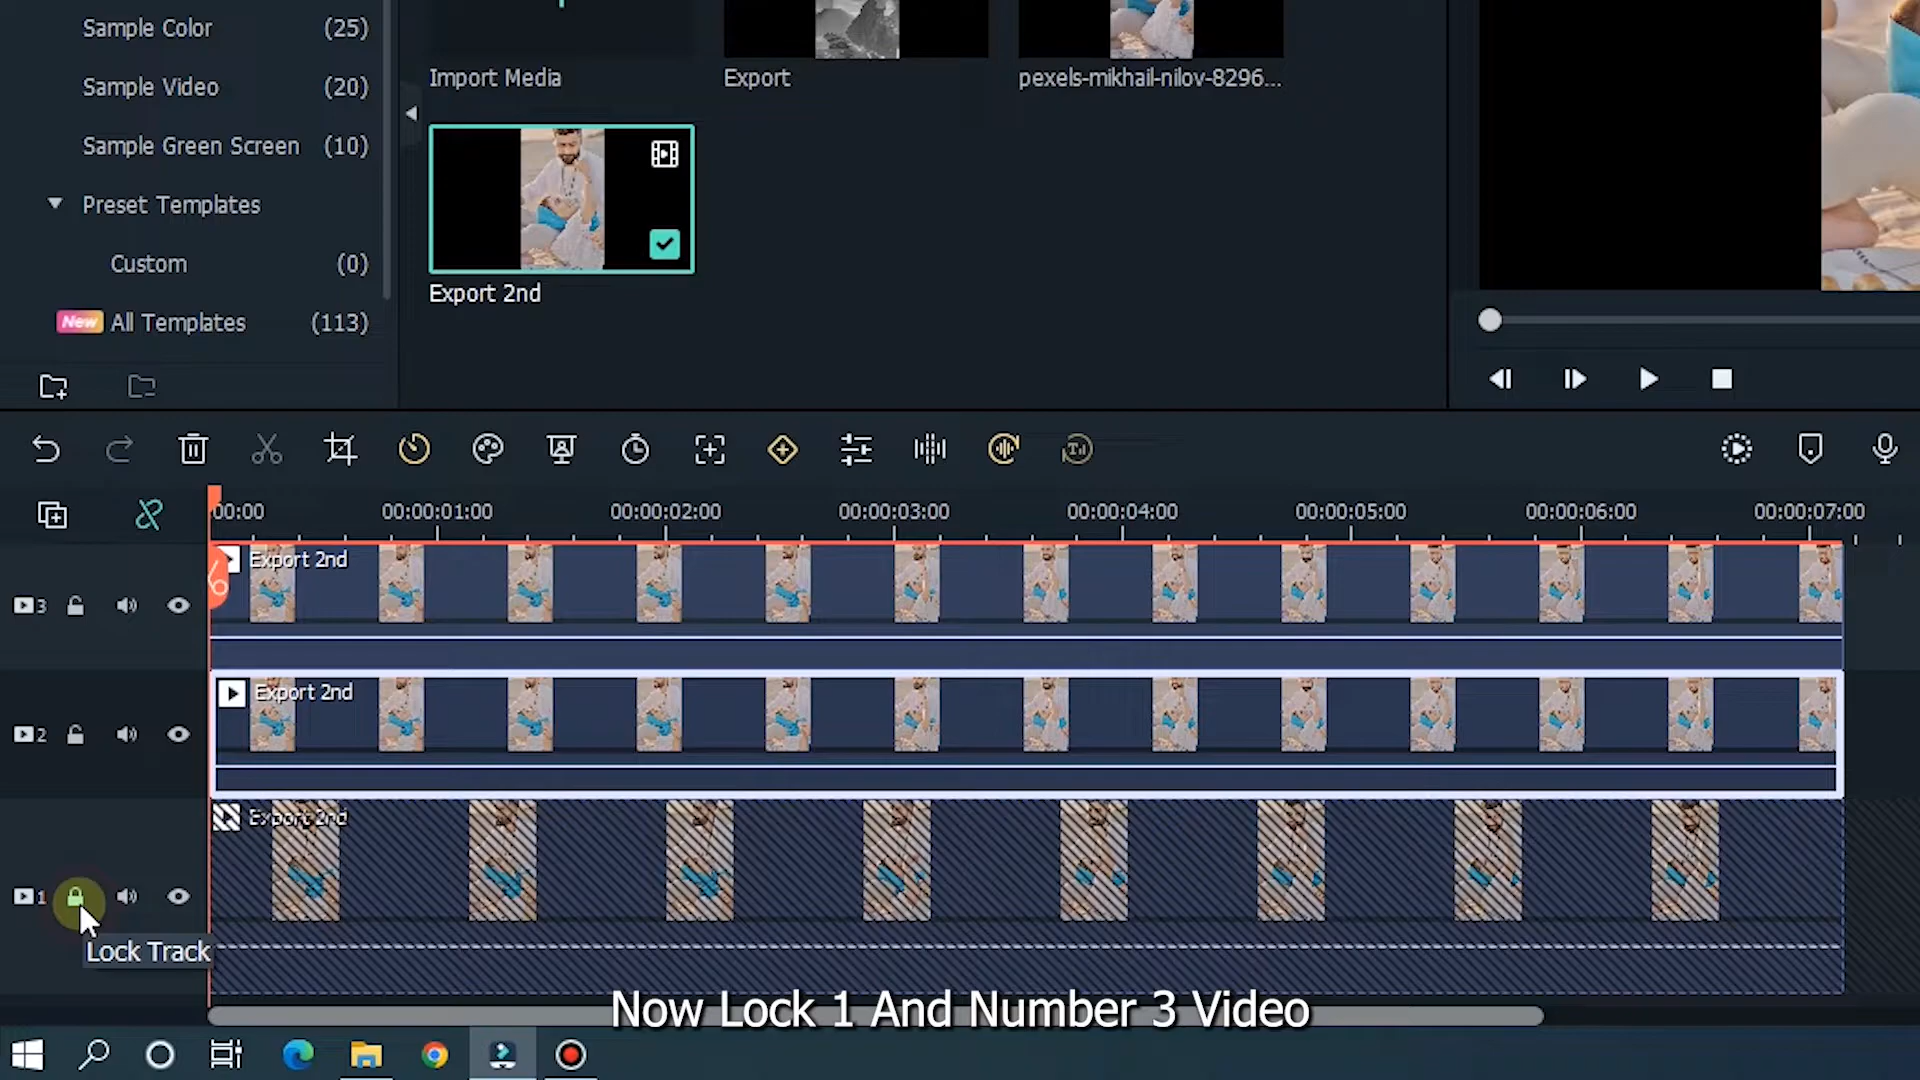 Sample Color (25)
Sample Video (20)
Sample Green Screen (10)
Preset Templates
Custom (0)
New All Templates (113)
Import Media
Export
pexels-mikhail-nilov-8296...
Export 2nd
00:00 00:00:01:00 00:00:02:00 00:00:03:00 00:00:04:00 00:00:05:00 00:00:06:00 00:00:07:00
Export 2nd
3
Export 2nd
2
Export 2nd
1
Lock Track
Now Lock 1 And Number 3 Video